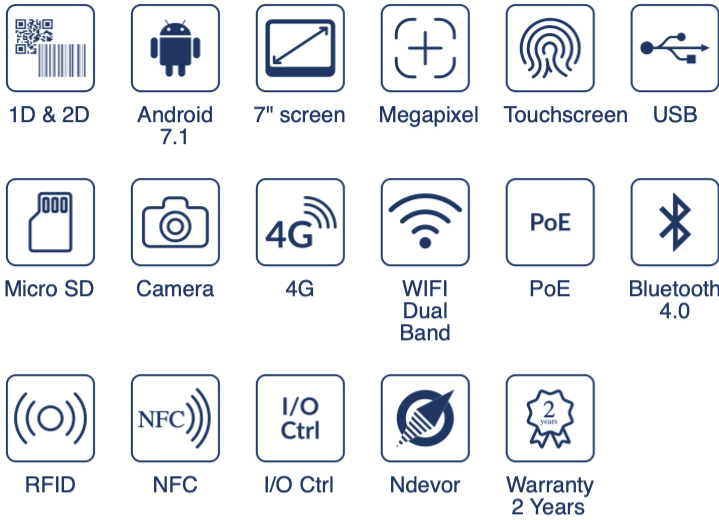 1D & 2D
Android
7.1
7" screen
Megapixel
Touchscreen
USB
4G
PoE
Micro SD
Camera
4G
WIFI
Dual
Band
PoE
Bluetooth
4.0
NFC
I/O
Ctrl
2
years
RFID
NFC
I/O Ctrl
Ndevor
Warranty
2 Years